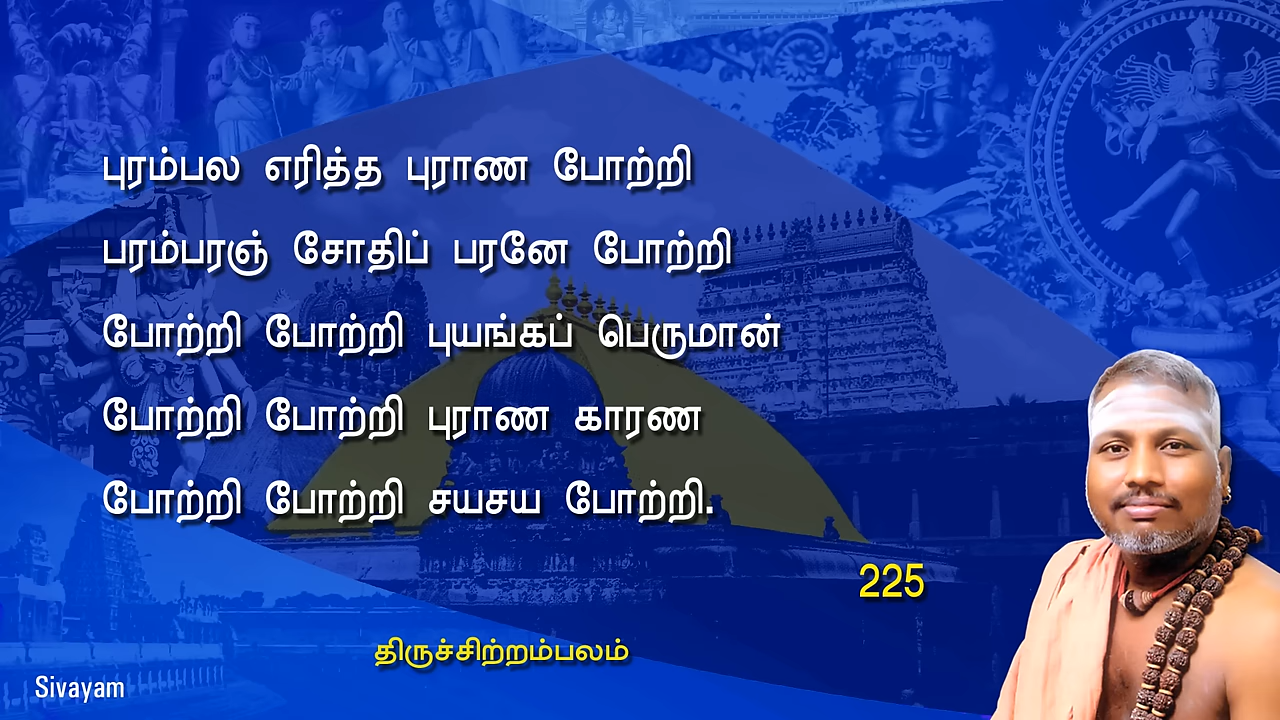 புரம்பல எரித்த புராண போற்றி
பரம்பரஞ் சோதிப் பரனே போற்றி
போற்றி போற்றி புயங்கப் பெருமான்
போற்றி போற்றி புராண காரண
போற்றி போற்றி சயசய போற்றி.
225
திருச்சிற்றம்பலம்
Sivayam